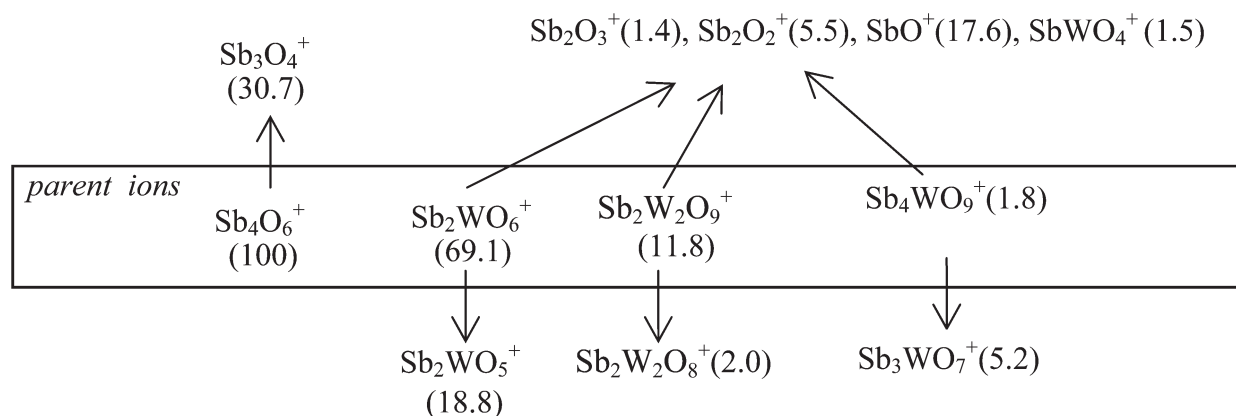 Sb₂O₃⁺(1.4), Sb₂O₂⁺(5.5), SbO⁺(17.6), SbWO₄⁺(1.5)
Sb₃O₄⁺
(30.7)
parent ions
Sb₄O₆⁺
(100)
Sb₂WO₆⁺
(69.1)
Sb₂W₂O₉⁺
(11.8)
Sb₄WO₉⁺(1.8)
Sb₂WO₅⁺
(18.8)
Sb₂W₂O₈⁺(2.0)
Sb₃WO₇⁺(5.2)